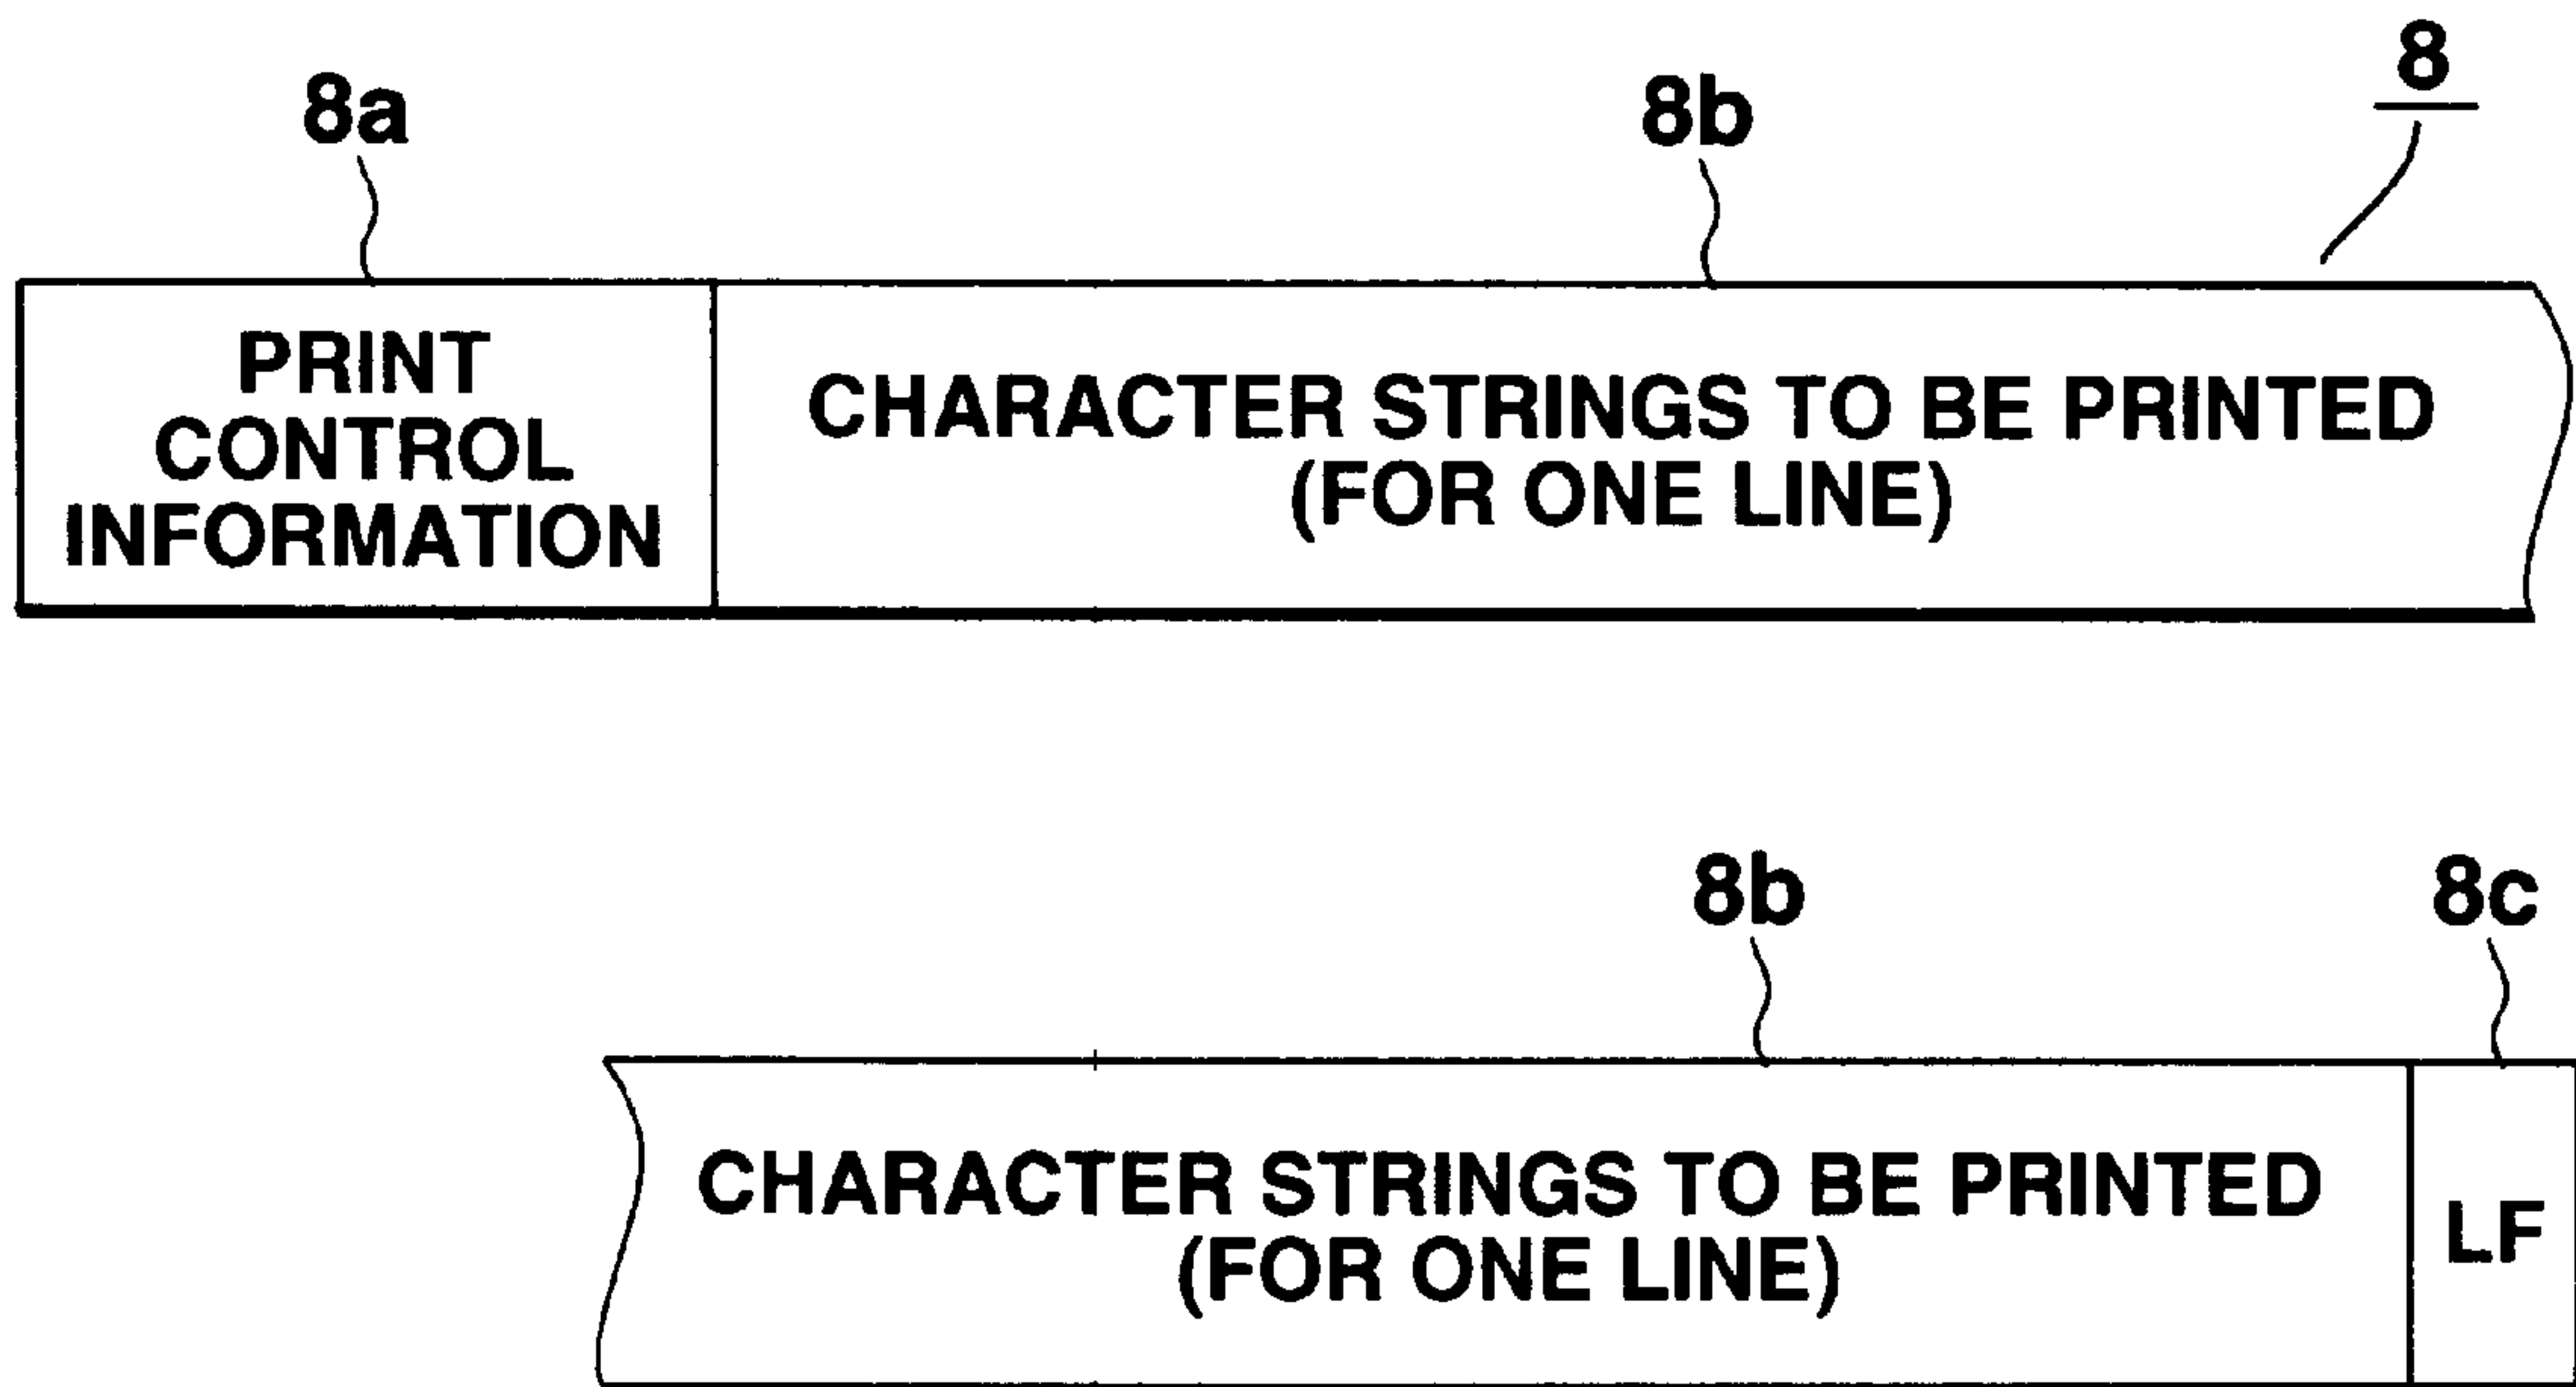 8
8a
8b
PRINT
CONTROL
INFORMATION
CHARACTER STRINGS TO BE PRINTED
(FOR ONE LINE)
8b
8c
CHARACTER STRINGS TO BE PRINTED
(FOR ONE LINE)
LF